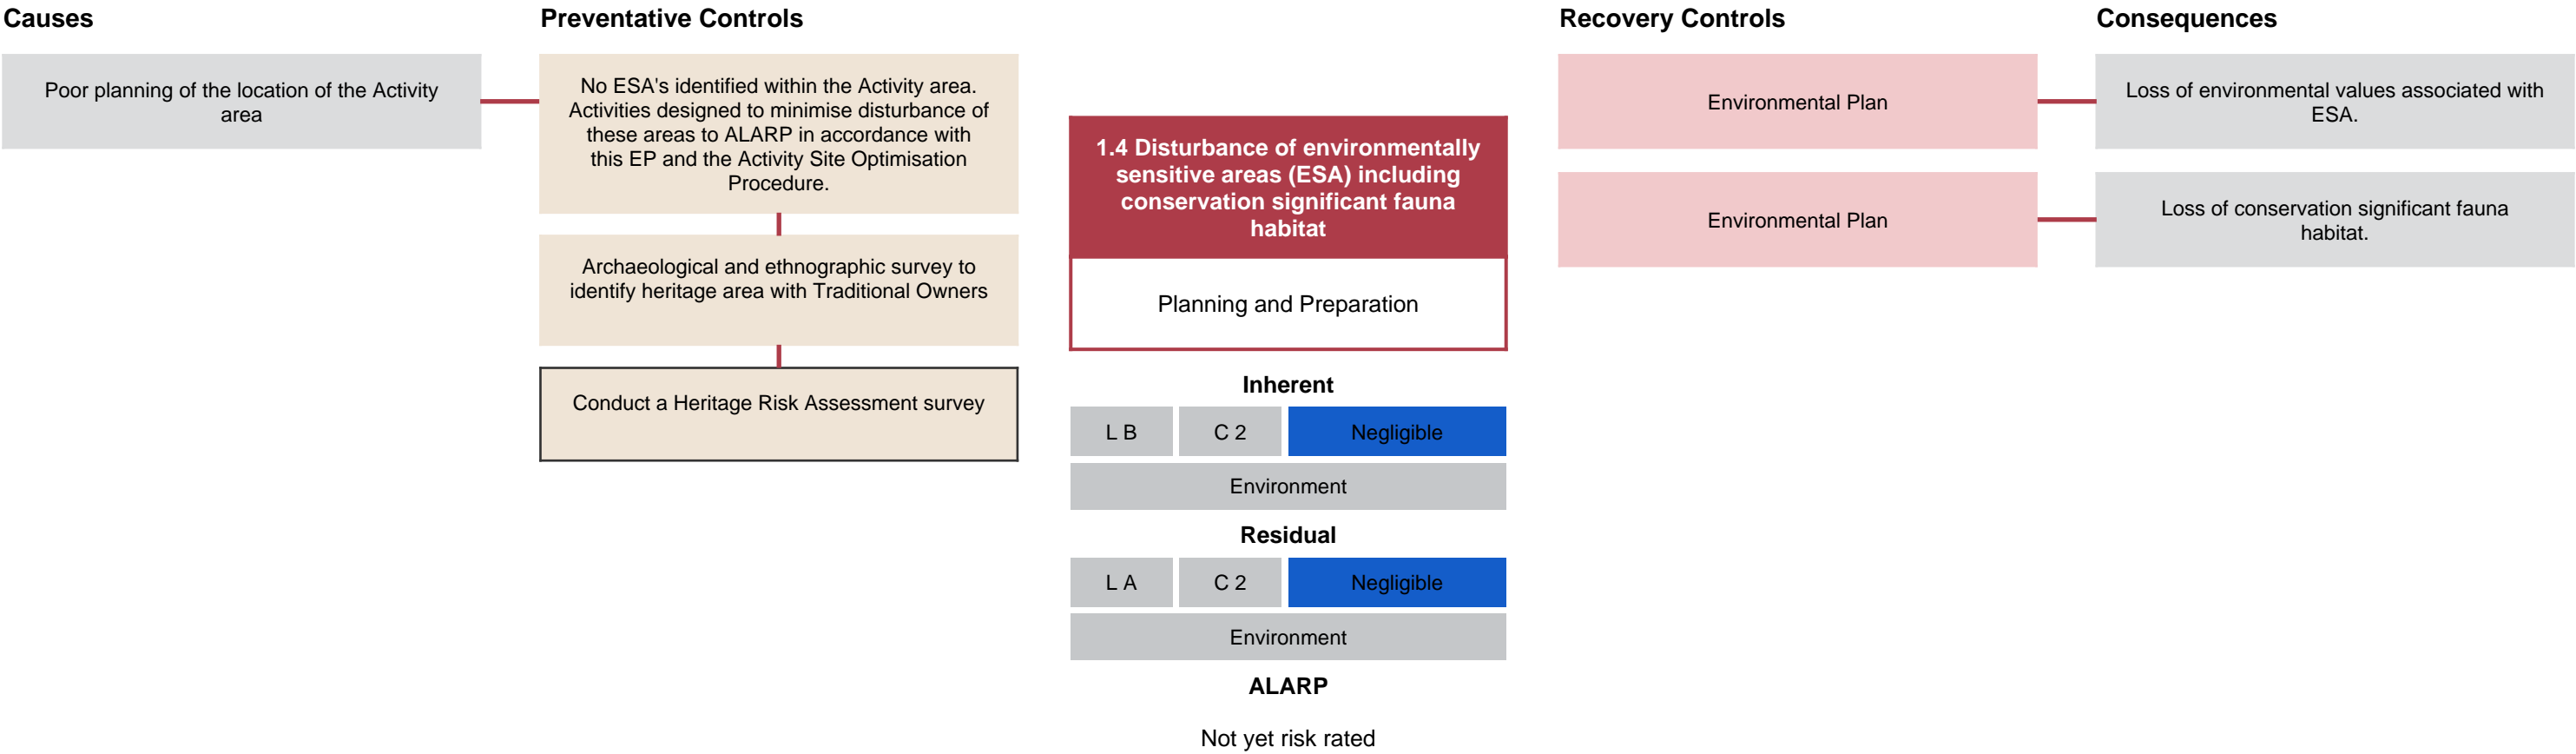 Causes
Preventative Controls
Recovery Controls
Consequences
Poor planning of the location of the Activity
area
No ESA's identified within the Activity area.
Activities designed to minimise disturbance of
these areas to ALARP in accordance with
this EP and the Activity Site Optimisation
Procedure.
Archaeological and ethnographic survey to
identify heritage area with Traditional Owners
Conduct a Heritage Risk Assessment survey
1.4 Disturbance of environmentally
sensitive areas (ESA) including
conservation significant fauna
habitat
Planning and Preparation
Inherent
L B
C 2
Negligible
Environment
Residual
L A
C 2
Negligible
Environment
ALARP
Not yet risk rated
Environmental Plan
Loss of environmental values associated with
ESA.
Environmental Plan
Loss of conservation significant fauna
habitat.